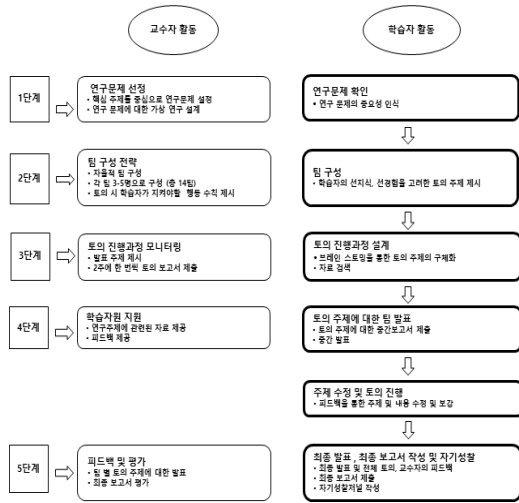 교수자 활동
학습자 활동
1단계
연구문제 선정
• 핵심 주제를 중심으로 연구문제 설정
• 연구 문제에 대한 가상 연구 설계
연구문제 확인
• 연구 문제의 중요성 인식
2단계
팀 구성 전략
• 자율적 팀 구성
• 각 팀 3-5명으로 구성 (총 14팀)
• 토의 시 학습자가 지켜야할 행동 수칙 제시
팀 구성
• 학습자의 선지식, 선경험을 고려한 토의 주제 제시
3단계
토의 진행과정 모니터링
• 발표 주제 제시
• 2주에 한 번씩 토의 보고서 제출
토의 진행과정 설계
• 브레인 스토밍을 통한 토의 주제의 구체화
• 자료 검색
4단계
학습자원 지원
• 연구주제에 관련된 자료 제공
• 피드백 제공
토의 주제에 대한 팀 발표
• 토의 주제에 대한 중간보고서 제출
• 중간 발표
주제 수정 및 토의 진행
• 피드백을 통한 주제 및 내용 수정 및 보강
5단계
피드백 및 평가
• 팀 별 토의 주제에 대한 발표
• 최종 보고서 평가
최종 발표, 최종 보고서 작성 및 자기성찰
• 최종 발표 및 전체 토의, 교수자의 피드백
• 최종 보고서 제출
• 자기성찰저널 작성